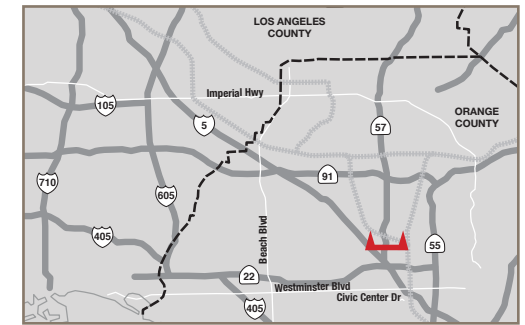 LOS ANGELES
COUNTY
Imperial Hwy
105
5
57
ORANGE
COUNTY
91
710
605
405
Beach Blvd
55
22
Westminster Blvd
Civic Center Dr
405